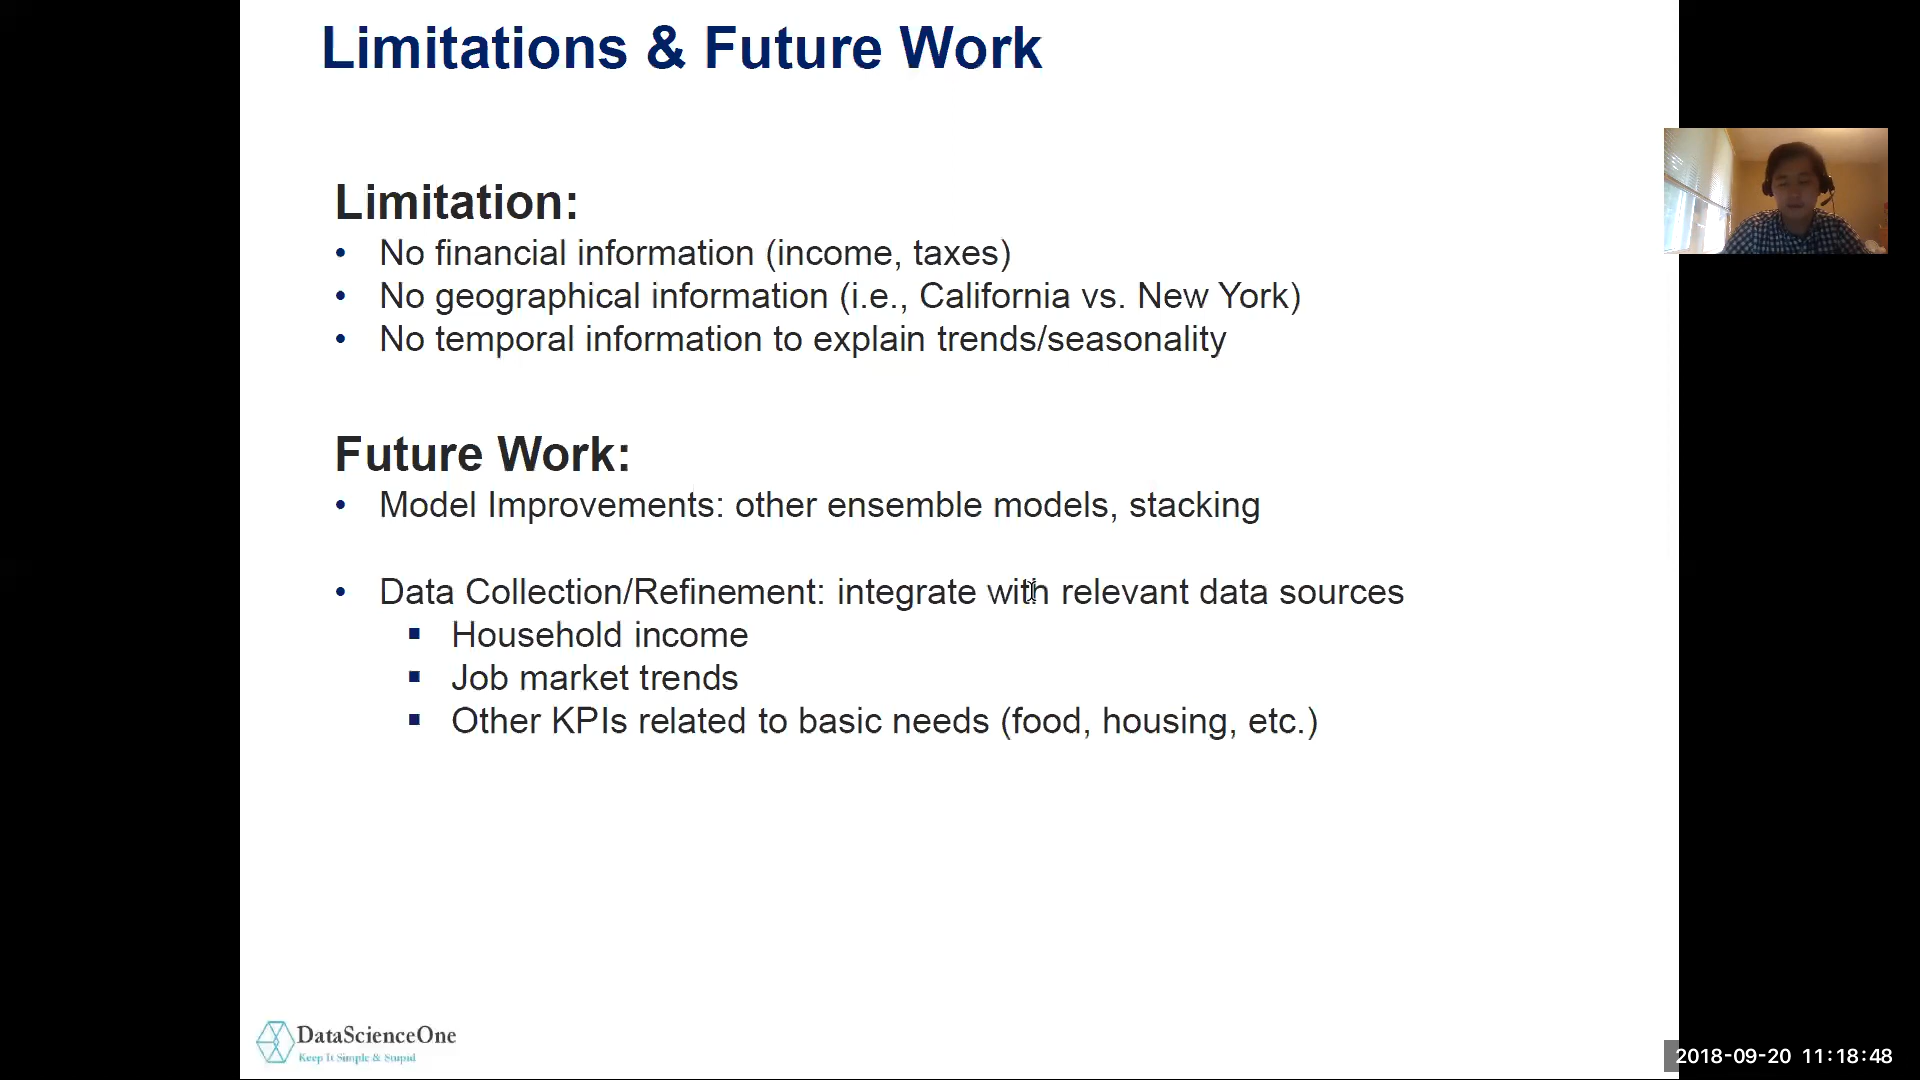 Limitations & Future Work
Limitation:
• No financial information (income, taxes)
• No geographical information (i.e., California vs. New York)
• No temporal information to explain trends/seasonality
Future Work:
• Model Improvements: other ensemble models, stacking
• Data Collection/Refinement: integrate with relevant data sources
▪ Household income
▪ Job market trends
▪ Other KPIs related to basic needs (food, housing, etc.)
DataScienceOne
Keep It Simple & Stupid
2018-09-20 11:18:48